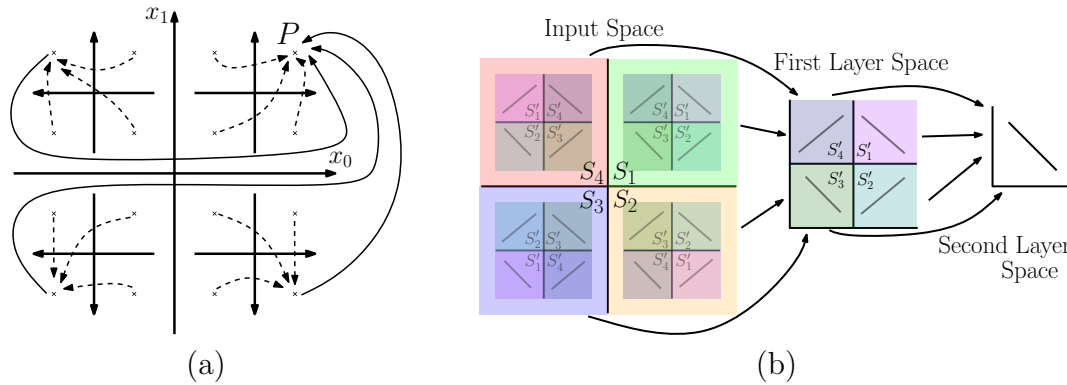 x₁
P
x₀
(a)
Input Space
First Layer Space
S′₁ S′₄
S′₂ S′₃
S′₄ S′₁
S′₃ S′₂
S₄ S₁
S₃ S₂
S′₂ S′₃
S′₁ S′₄
S′₃ S′₂
S′₄ S′₁
S′₄ S′₁
S′₃ S′₂
Second Layer
Space
(b)